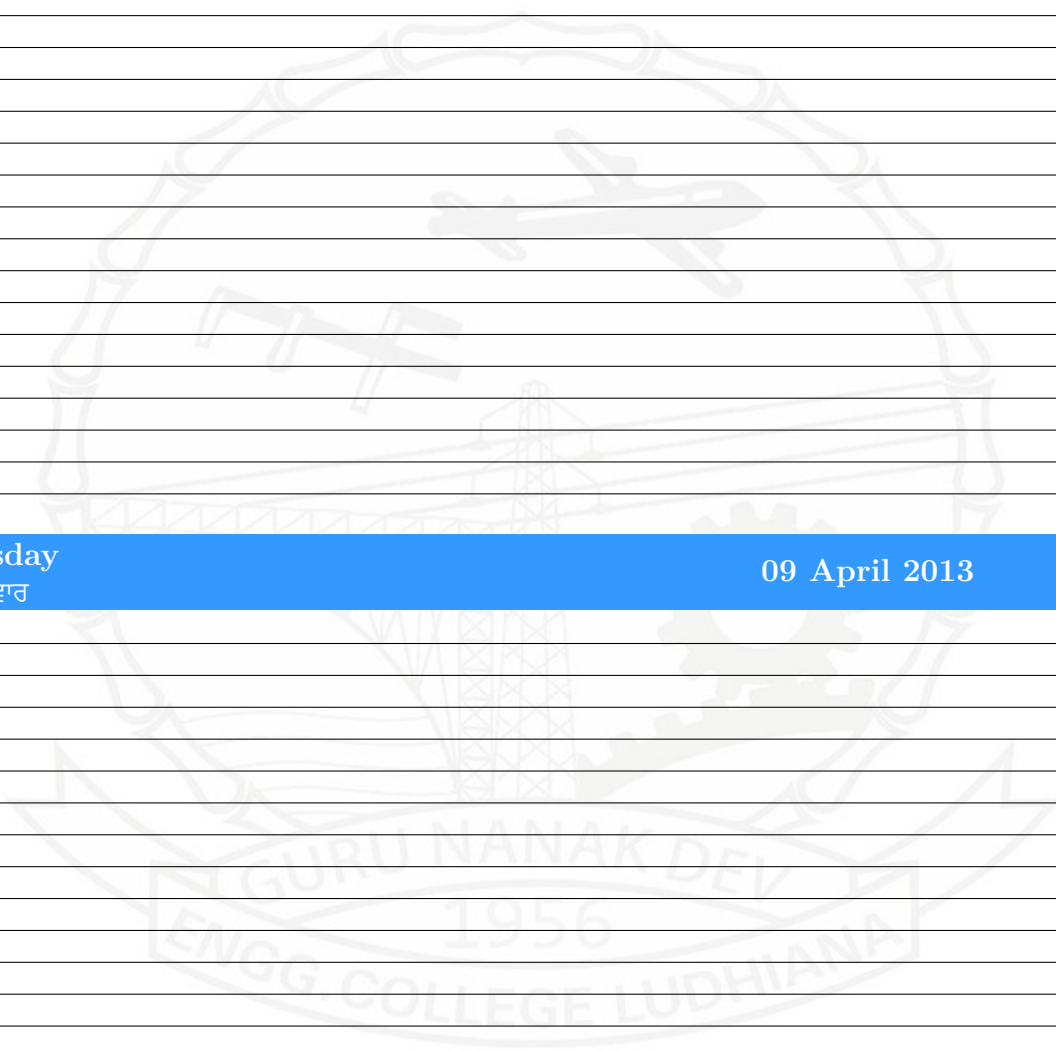 sday
ਵਾਰ
09 April 2013
GURU NANAK DEV
1956
ENGG. COLLEGE LUDHIANA